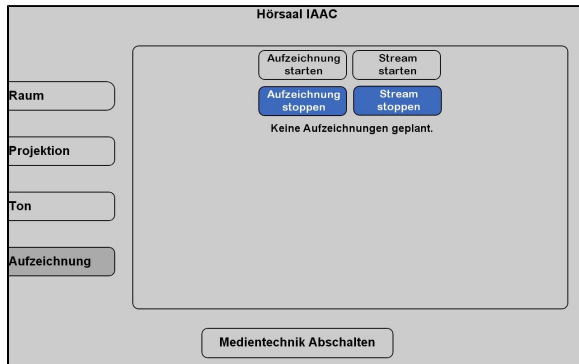 Hörsaal IAAC
Aufzeichnung
starten
Stream
starten
Aufzeichnung
stoppen
Stream
stoppen
Keine Aufzeichnungen geplant.
Raum
Projektion
Ton
Aufzeichnung
Medientechnik Abschalten